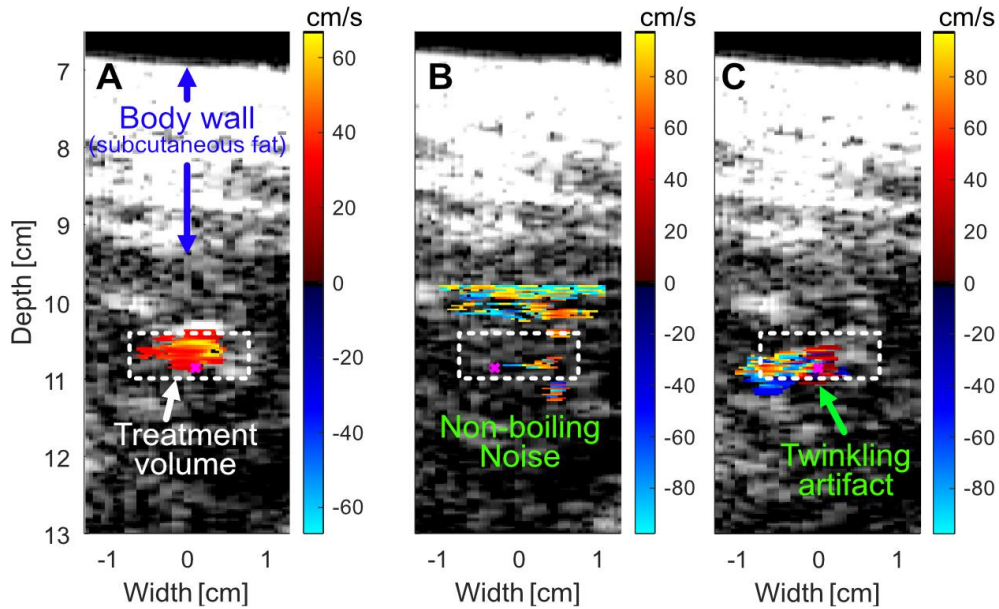 cm/s
cm/s
cm/s
A
B
C
Body wall
(subcutaneous fat)
Treatment
volume
Non-boiling
Noise
Twinkling
artifact
Depth [cm]
7
8
9
10
11
12
13
60
40
20
0
-20
-40
-60
80
60
40
20
0
-20
-40
-60
-80
80
60
40
20
0
-20
-40
-60
-80
-1
0
1
-1
0
1
-1
0
1
Width [cm]
Width [cm]
Width [cm]